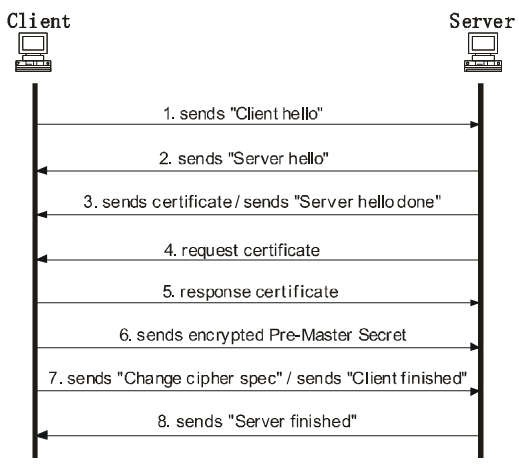 Client
Server
1. sends "Client hello"
2. sends "Server hello"
3. sends certificate / sends "Server hello done"
4. request certificate
5. response certificate
6. sends encrypted Pre-Master Secret
7. sends "Change cipher spec" / sends "Client finished"
8. sends "Server finished"